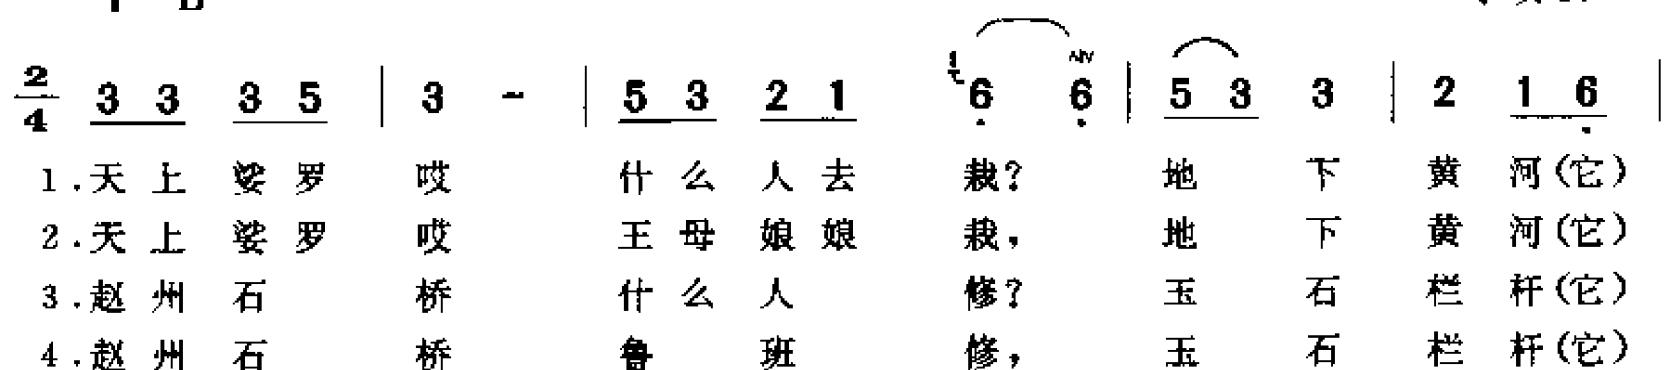 2/4 3 3 3 5 | 3 - | 5 3 2 1 6 6 | 5 3 3 | 2 1 6 |
1.天上娑罗哎 什么人去栽？ 地下黄河(它)
2.天上娑罗哎 王母娘娘栽， 地下黄河(它)
3.赵州石桥 什么人修？ 玉石栏杆(它)
4.赵州石桥 鲁班修， 玉石栏杆(它)